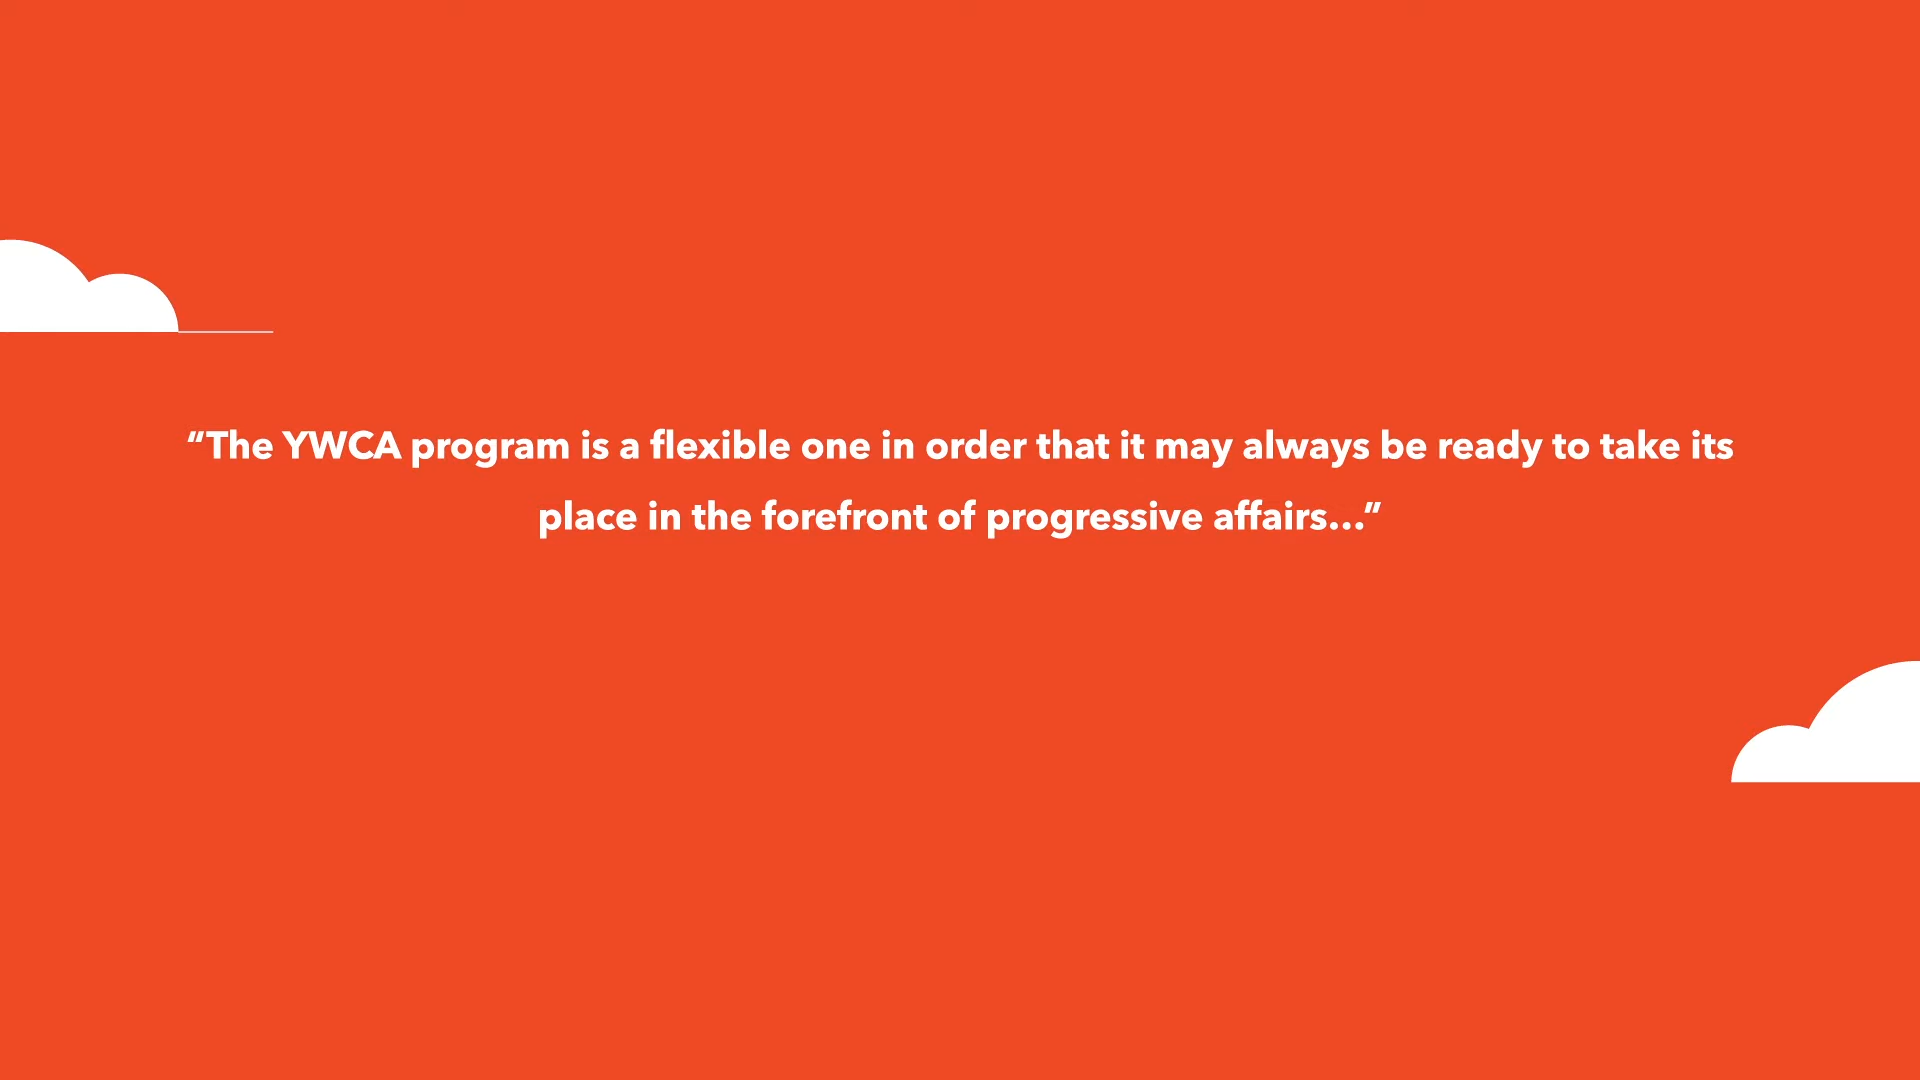 “The YWCA program is a flexible one in order that it may always be ready to take its
place in the forefront of progressive affairs…”